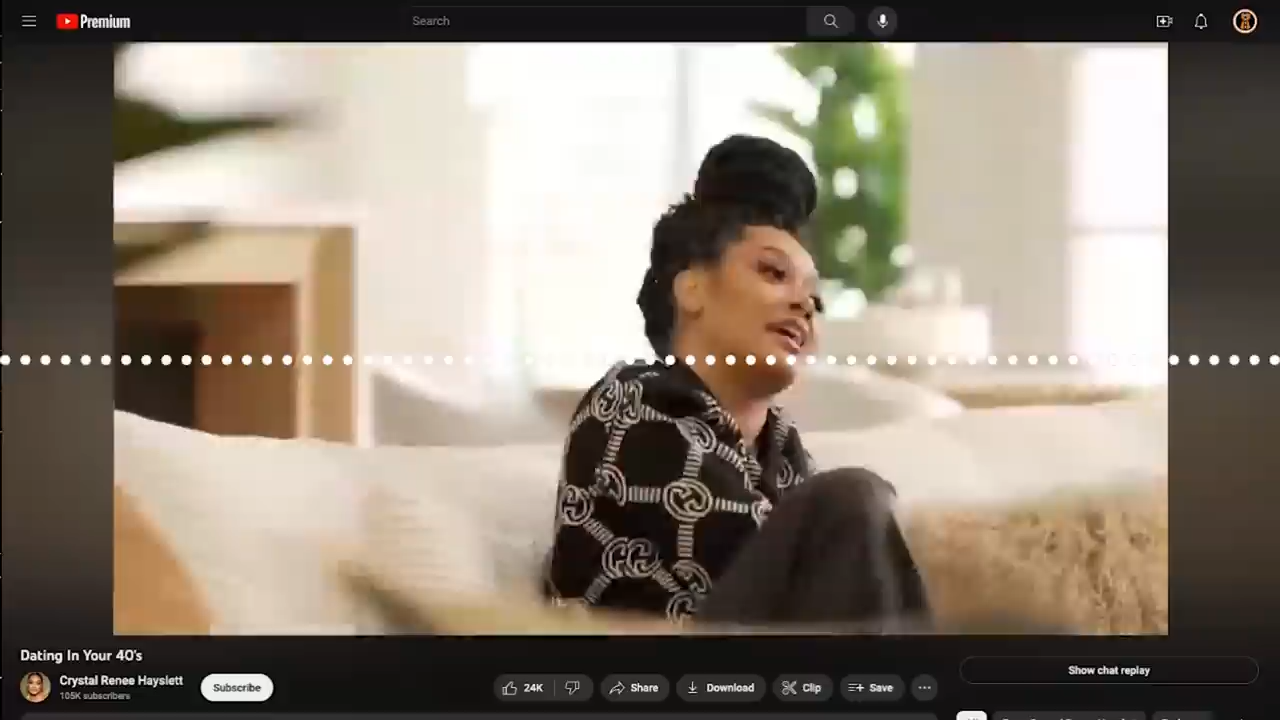 Premium
Search
Dating In Your 40's
Crystal Renee Hayslett
105K subscribers
Subscribe
24K
Share
Download
Clip
Save
Show chat replay